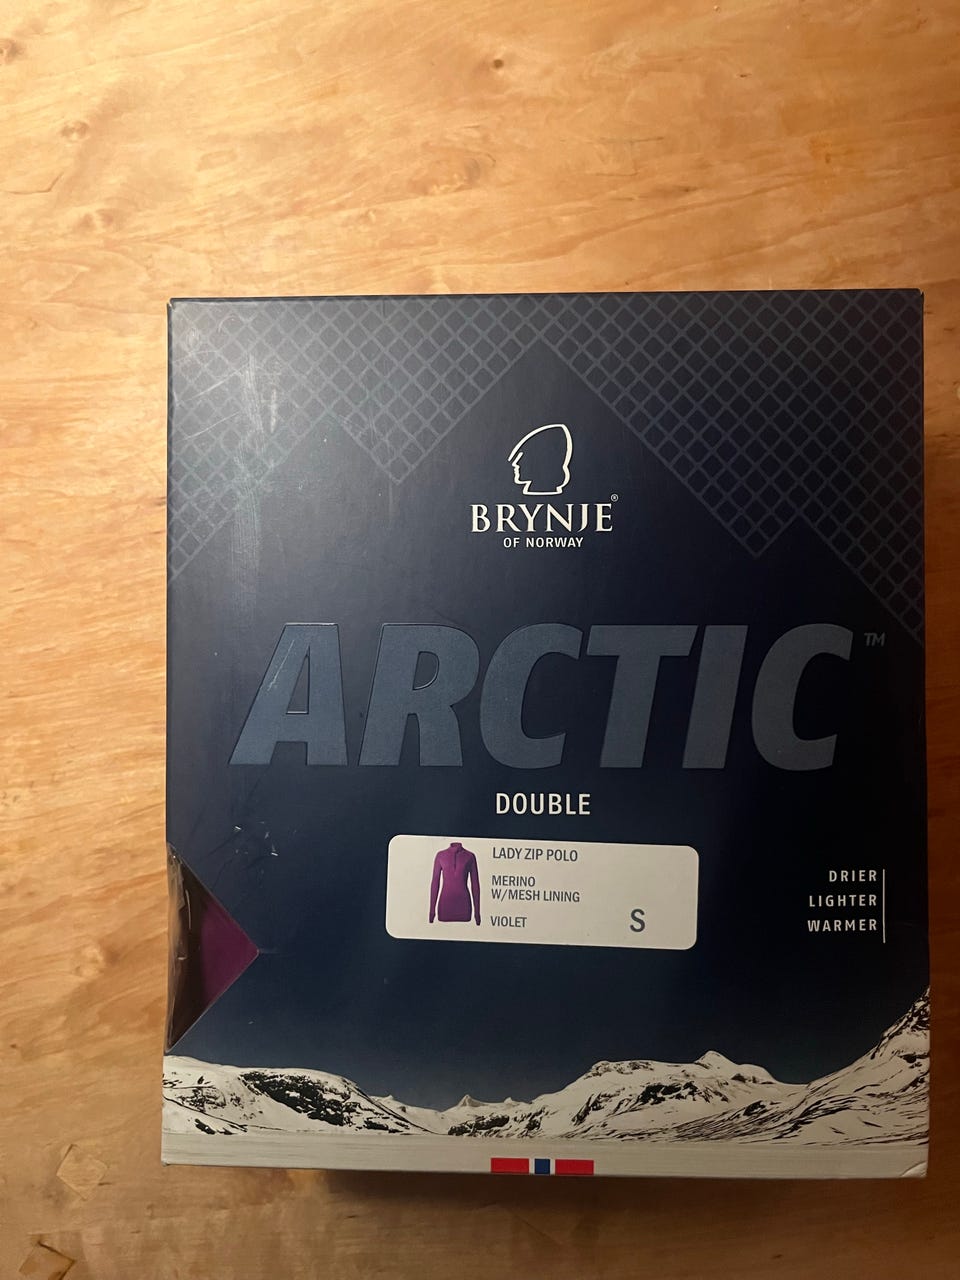 BRYNJE®
OF NORWAY
ARCTIC™
DOUBLE
LADY ZIP POLO
MERINO
W/MESH LINING
VIOLET
S
DRIER
LIGHTER
WARMER